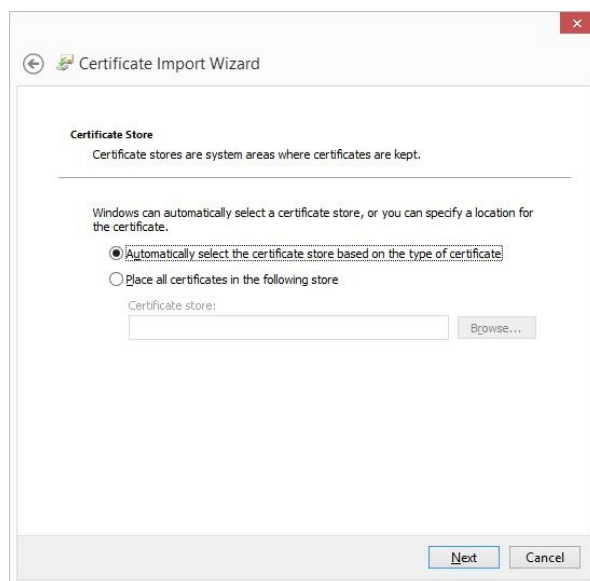 Certificate Import Wizard
Certificate Store
Certificate stores are system areas where certificates are kept.
Windows can automatically select a certificate store, or you can specify a location for
the certificate.
Automatically select the certificate store based on the type of certificate
Place all certificates in the following store
Certificate store:
Browse...
Next Cancel